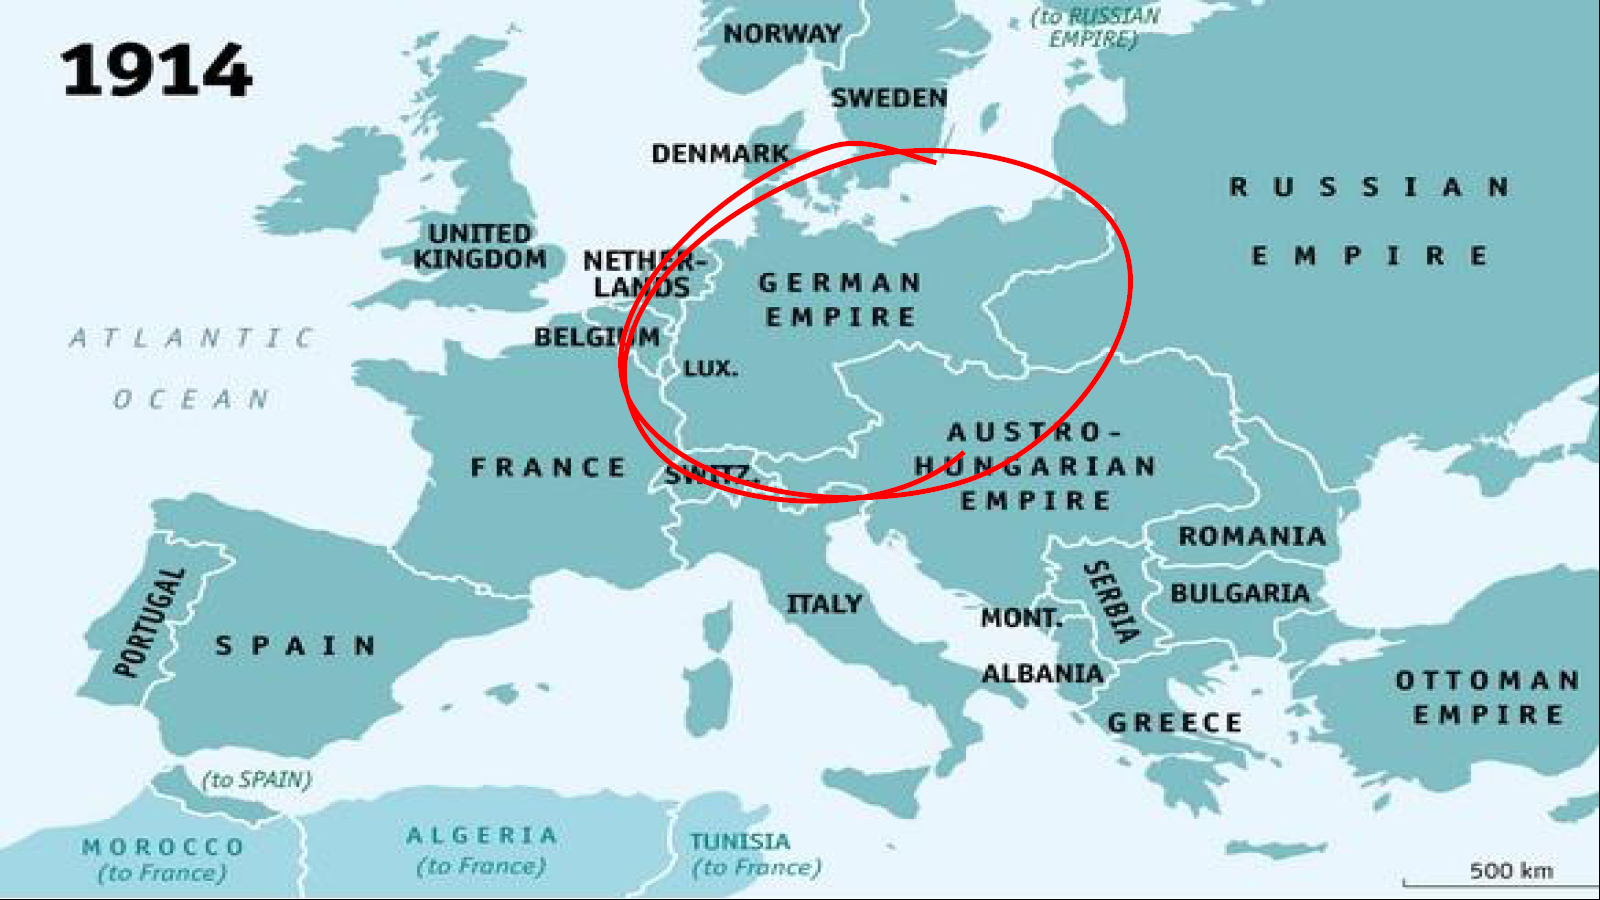 1914
NORWAY
(to RUSSIAN
EMPIRE)
SWEDEN
DENMARK
RUSSIAN
EMPIRE
UNITED
KINGDOM
NETHER-
LANDS
GERMAN
EMPIRE
BELGIUM
LUX.
ATLANTIC
OCEAN
FRANCE
SWITZ.
AUSTRO-
HUNGARIAN
EMPIRE
ROMANIA
SERBIA
BULGARIA
ITALY
MONT.
PORTUGAL
SPAIN
ALBANIA
GREECE
OTTOMAN
EMPIRE
(to SPAIN)
MOROCCO
(to France)
ALGERIA
(to France)
TUNISIA
(to France)
500 km